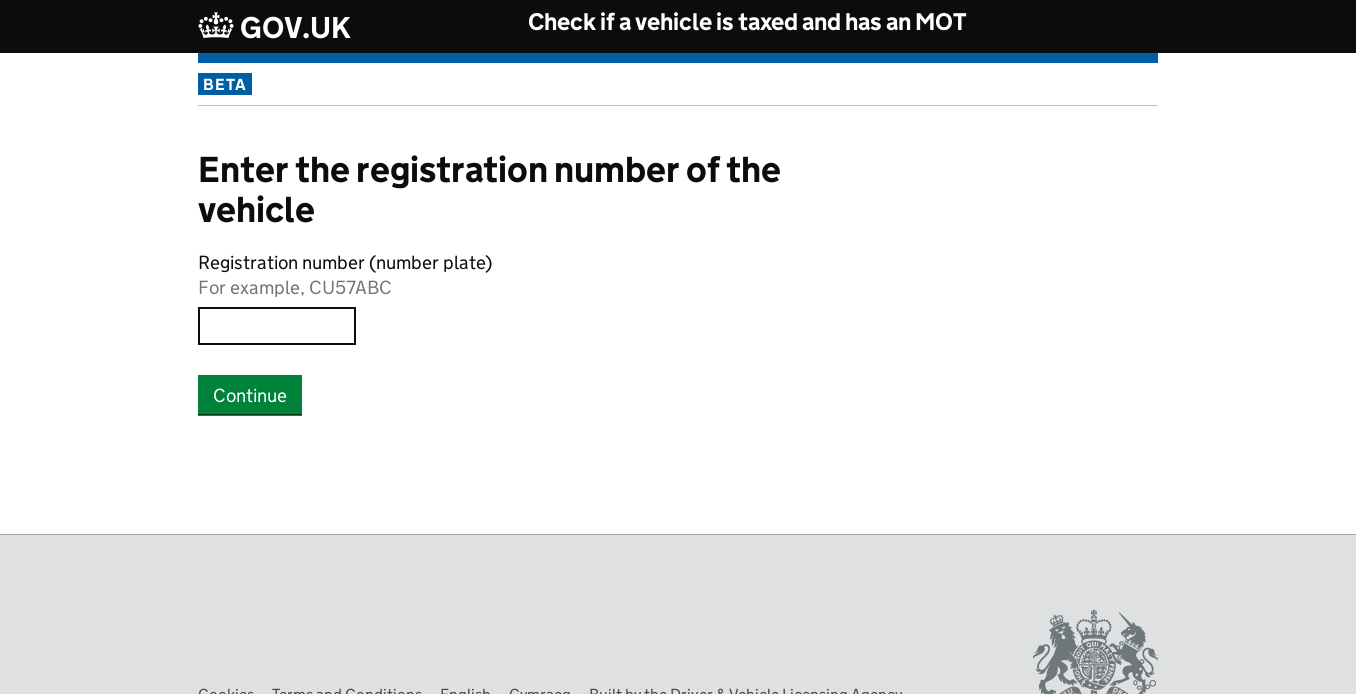 GOV.UK
Check if a vehicle is taxed and has an MOT
BETA
Enter the registration number of the
vehicle
Registration number (number plate)
For example, CU57ABC
Continue
Cookies Terms and Conditions English Cymraeg Built by the Driver & Vehicle Licensing Agency